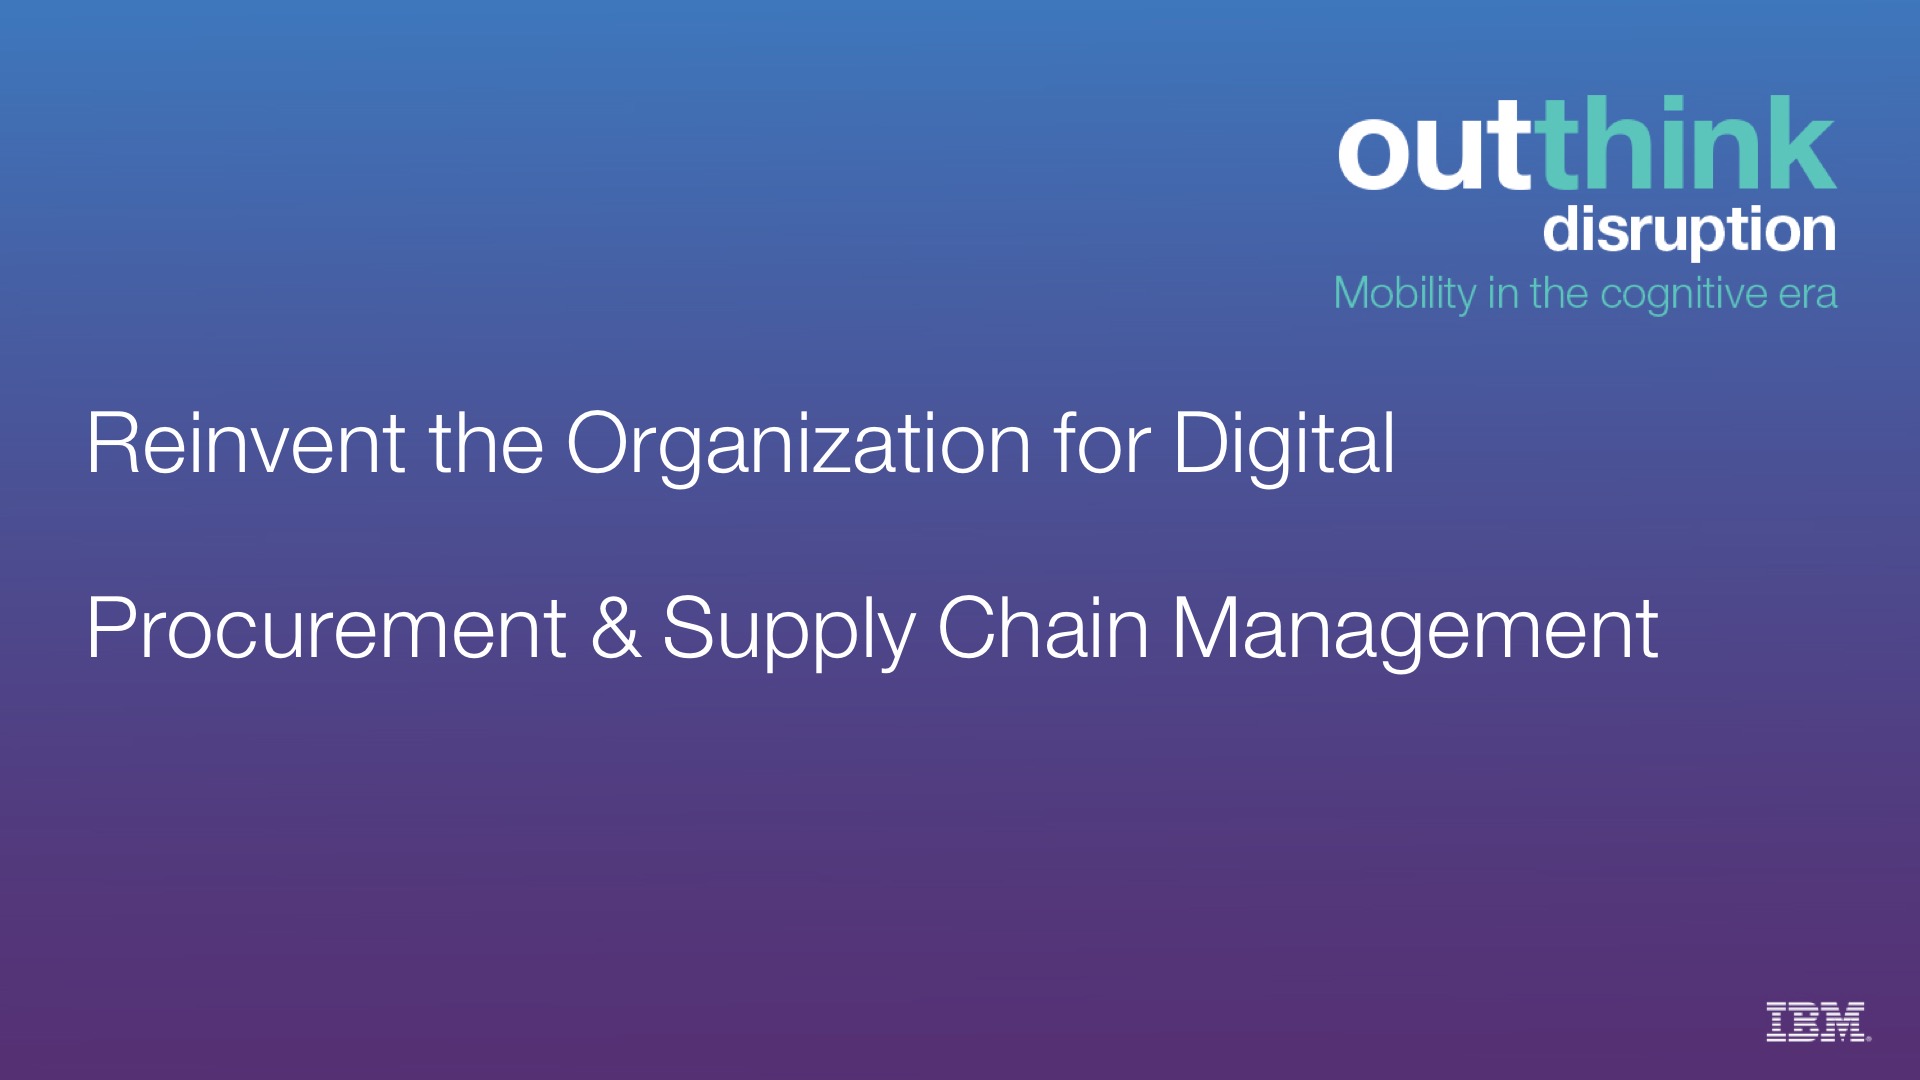 outthink
disruption
Mobility in the cognitive era
Reinvent the Organization for Digital
Procurement & Supply Chain Management
IBM®